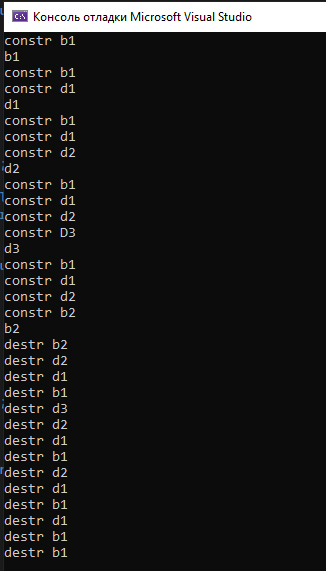 Консоль отладки Microsoft Visual Studio
constr b1
b1
constr b1
constr d1
d1
constr b1
constr d1
constr d2
d2
constr b1
constr d1
constr d2
constr D3
d3
constr b1
constr d1
constr d2
constr b2
b2
destr b2
destr d2
destr d1
destr b1
destr d3
destr d2
destr d1
destr b1
destr d2
destr d1
destr b1
destr d1
destr b1
destr b1